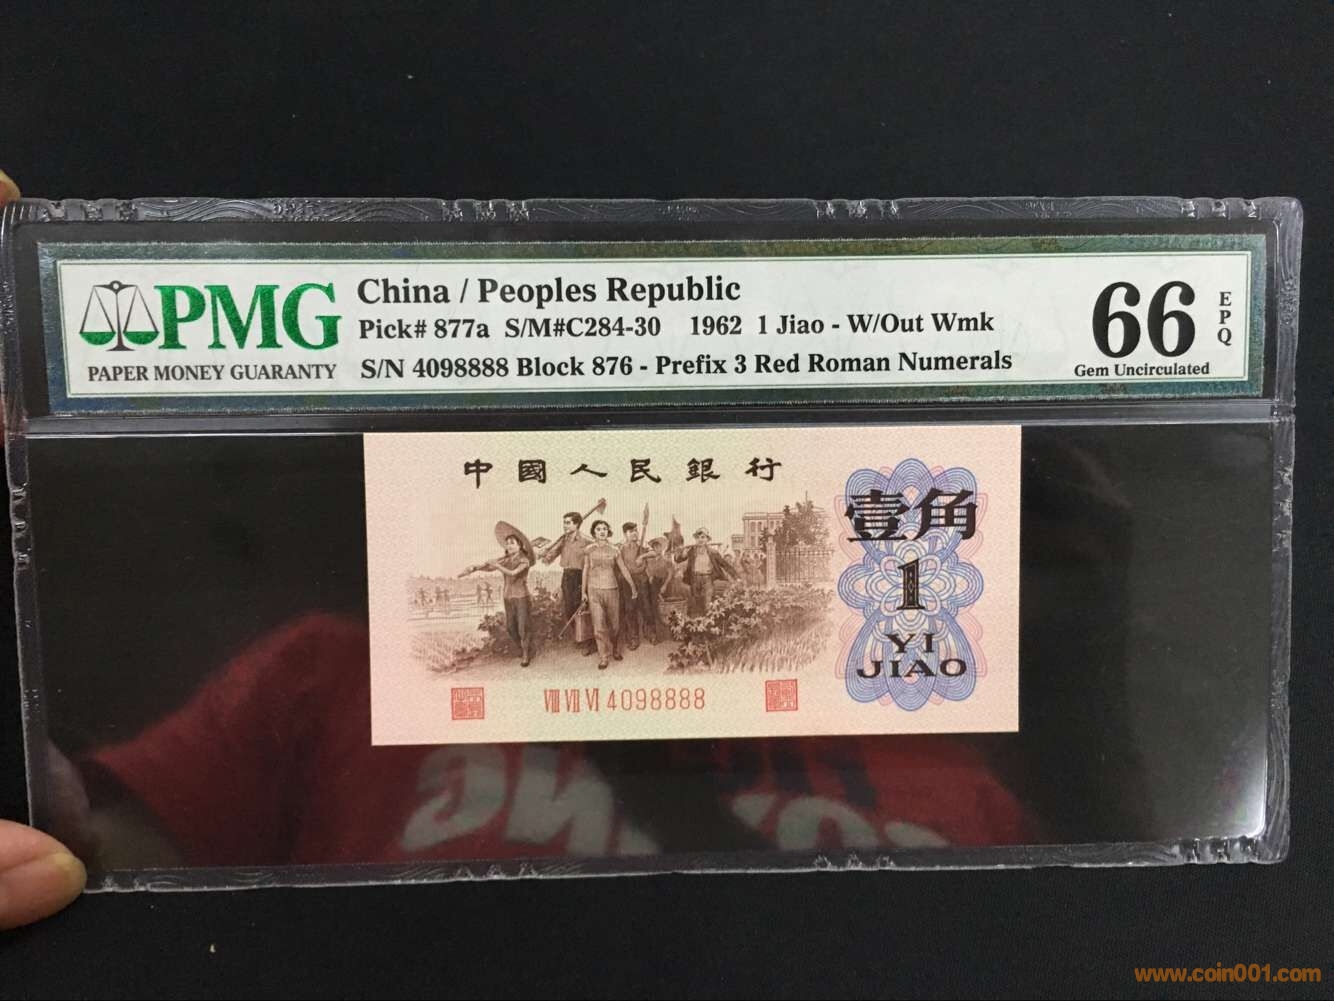 PMG
PAPER MONEY GUARANTY
China / Peoples Republic
Pick# 877a S/M#C284-30 1962 1 Jiao - W/Out Wmk
S/N 4098888 Block 876 - Prefix 3 Red Roman Numerals
66
EPQ
Gem Uncirculated
中國人民銀行
壹角
1
YI
JIAO
VIII VII VI 4098888
www.coin001.com